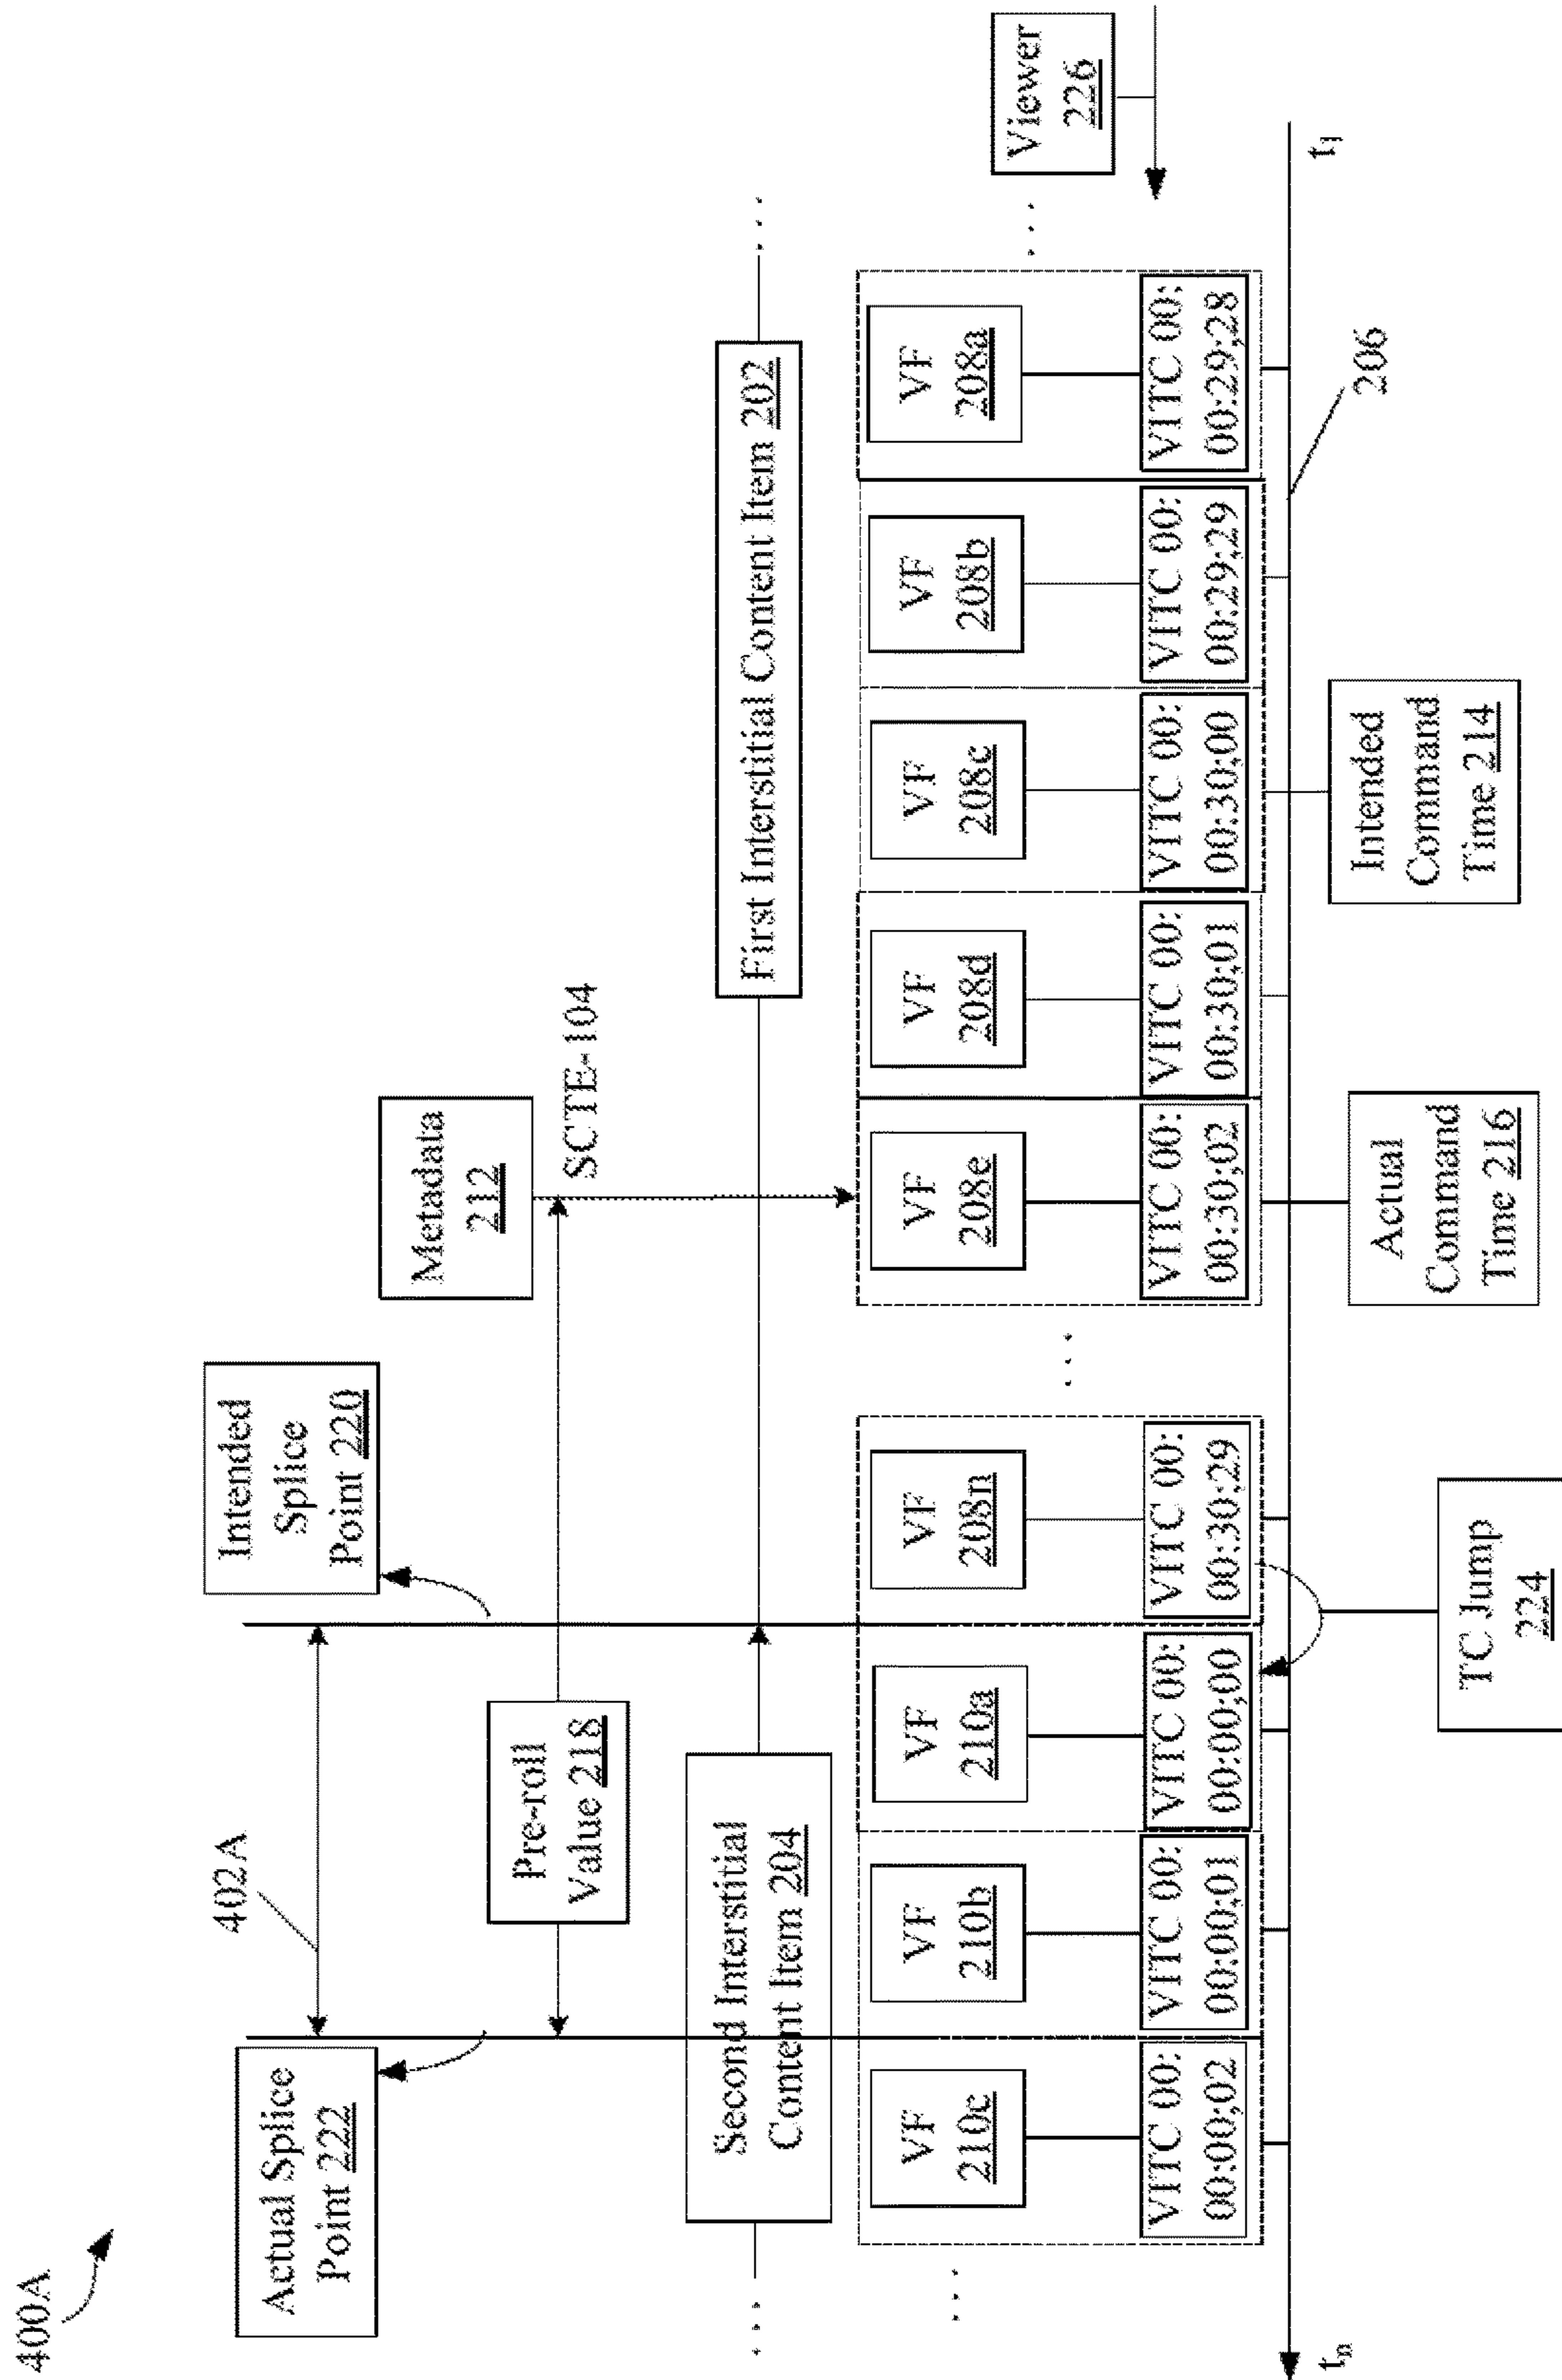 400A
Actual Splice
Point 222
402A
Intended
Splice
Point 220
Pre-roll
Value 218
Metadata
212
SCTE-104
Second Interstitial
Content Item 204
First Interstitial Content Item 202
. . .
. . .
Viewer
226
. . .
VF
210c
VF
210b
VF
210a
VF
208n
. . .
VF
208e
VF
208d
VF
208c
VF
208b
VF
208a
. . .
VITC 00:
00:00;02
VITC 00:
00:00;01
VITC 00:
00:00;00
VITC 00:
00:30;29
VITC 00:
00:30;02
VITC 00:
00:30;01
VITC 00:
00:30;00
VITC 00:
00:29;29
VITC 00:
00:29;28
tn
t1
206
TC Jump
224
Actual
Command
Time 216
Intended
Command
Time 214